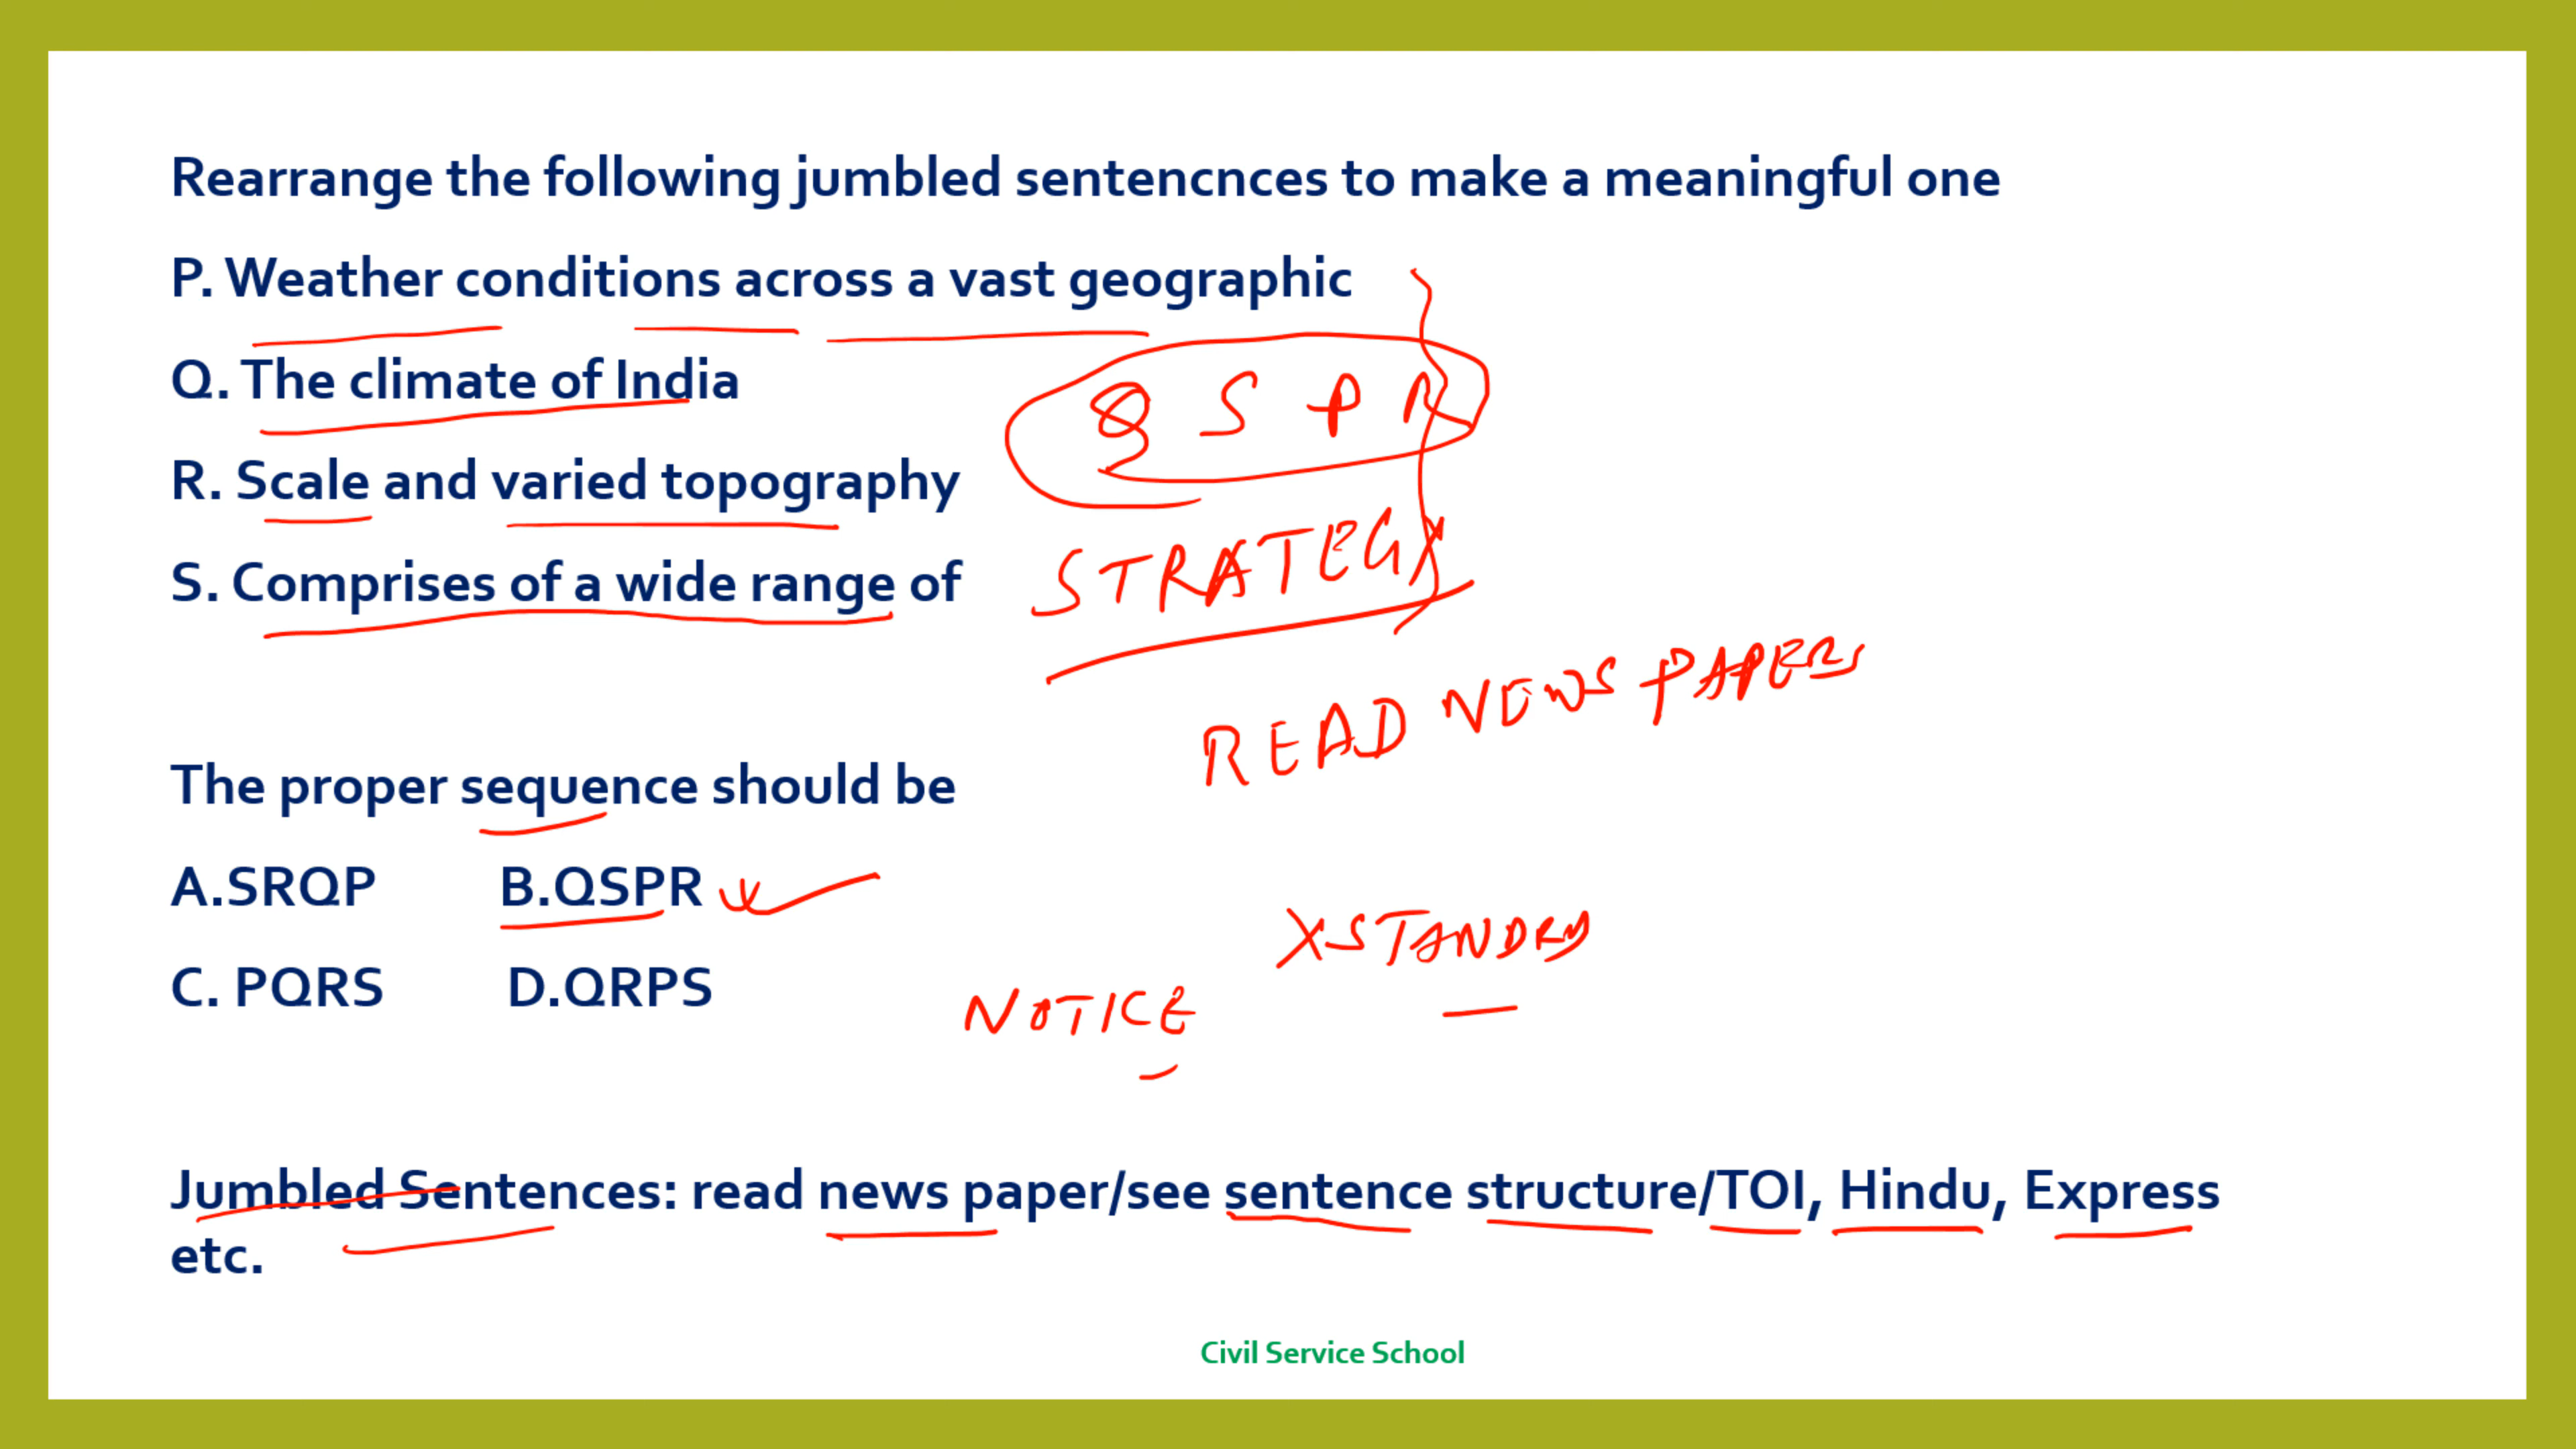 Rearrange the following jumbled sentencnces to make a meaningful one
P. Weather conditions across a vast geographic
Q. The climate of India
Q S P R
R. Scale and varied topography
STRATEGY
S. Comprises of a wide range of
READ NEWS PAPERS
The proper sequence should be
A.SRQP B.QSPR
X STANDRD
C. PQRS D.QRPS
NOTICE
Jumbled Sentences: read news paper/see sentence structure/TOI, Hindu, Express
etc.
Civil Service School